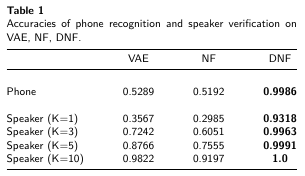 Table 1
Accuracies of phone recognition and speaker verification on
VAE, NF, DNF.
VAE NF DNF
Phone 0.5289 0.5192 0.9986
Speaker (K=1) 0.3567 0.2985 0.9318
Speaker (K=3) 0.7242 0.6051 0.9963
Speaker (K=5) 0.8766 0.7555 0.9991
Speaker (K=10) 0.9822 0.9197 1.0